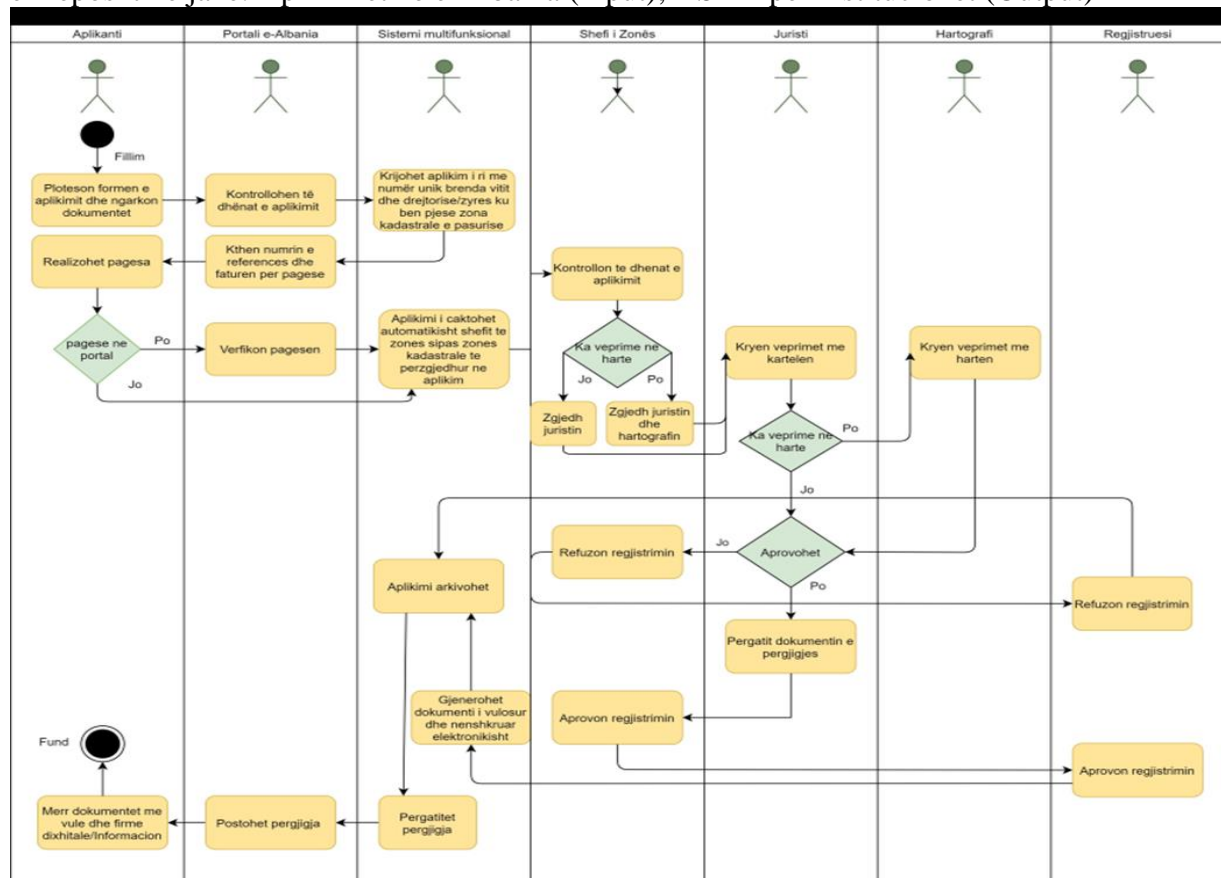 Aplikanti
Portali e-Albania
Sistemi multifunksional
Shefi i Zonës
Juristi
Hartografi
Regjistruesi
Fillim
Ploteson formen e
aplikimit dhe ngarkon
dokumentet
Kontrollohen të
dhënat e aplikimit
Krijohet aplikim i ri me
numër unik brenda vitit
dhe drejtorise/zyres ku
ben pjese zona
kadastrale e pasurise
Realizohet pagesa
Kthen numrin e
references dhe
faturen per pagese
Kontrollon te dhenat e
aplikimit
pagese ne
portal
Po
Jo
Verfikon pagesen
Aplikimi i caktohet
automatikisht shefit te
zones sipas zones
kadastrale te
perzgjedhur ne
aplikim
Ka veprime ne
harte
Jo
Po
Zgjedh
juristin
Zgjedh juristin
dhe
hartografin
Kryen veprimet me
kartelen
Kryen veprimet me
harten
Ka veprime ne
harte
Po
Jo
Aprovohet
Jo
Po
Refuzon regjistrimin
Refuzon regjistrimin
Aplikimi arkivohet
Pergatit dokumentin e
pergjigjes
Gjenerohet
dokumenti i vulosur
dhe nenshkruar
elektronikisht
Aprovon regjistrimin
Aprovon regjistrimin
Fund
Merr dokumentet me
vule dhe firme
dixhitale/Informacion
Postohet pergjigja
Pergatitet
pergjigja